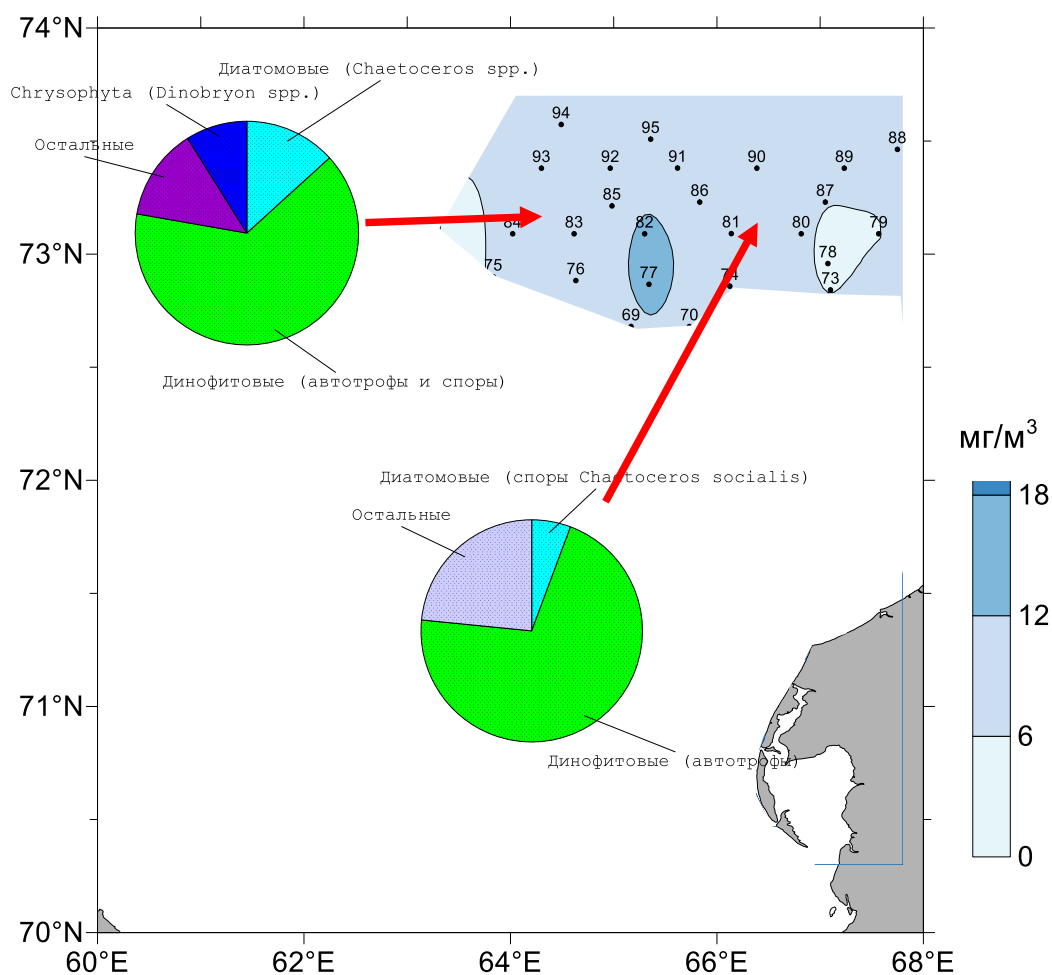 74°N
Диатомовые (Chaetoceros spp.)
Chrysophyta (Dinobryon spp.)
Остальные
94
95
88
93
92
91
90
89
85
86
87
84
83
82
81
80
79
73°N
78
75
76
77
74
73
69
70
Динофитовые (автотрофы и споры)
мг/м³
72°N
Диатомовые (споры Chaetoceros socialis)
18
Остальные
12
71°N
6
Динофитовые (автотрофы)
0
70°N
60°E
62°E
64°E
66°E
68°E